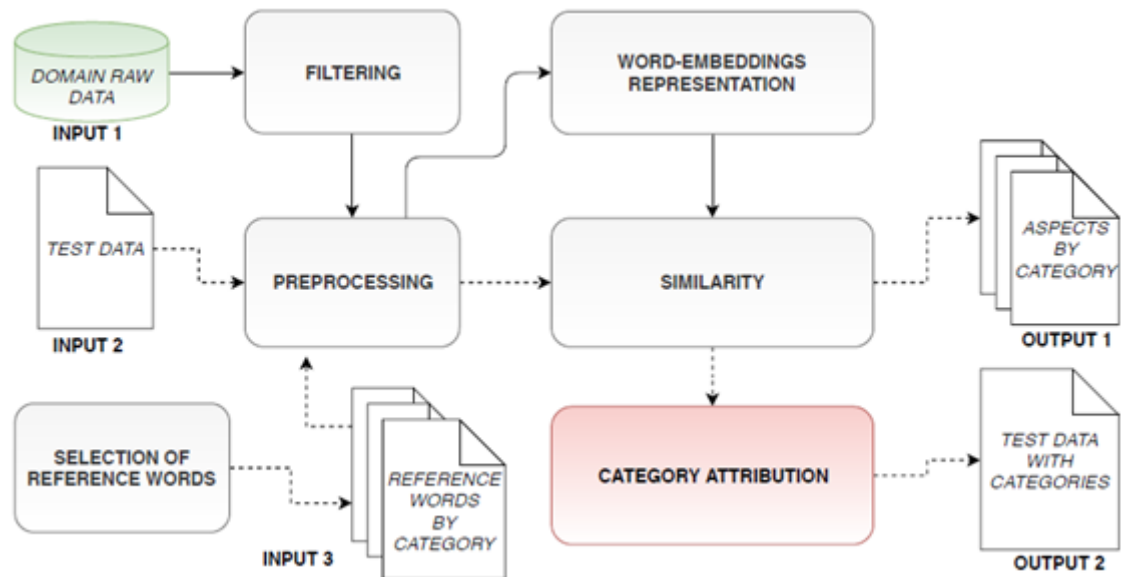 DOMAIN RAW
DATA
INPUT 1
FILTERING
WORD-EMBEDDINGS
REPRESENTATION
TEST DATA
INPUT 2
PREPROCESSING
SIMILARITY
ASPECTS
BY
CATEGORY
OUTPUT 1
SELECTION OF
REFERENCE WORDS
REFERENCE
WORDS
BY
CATEGORY
INPUT 3
CATEGORY ATTRIBUTION
TEST DATA
WITH
CATEGORIES
OUTPUT 2